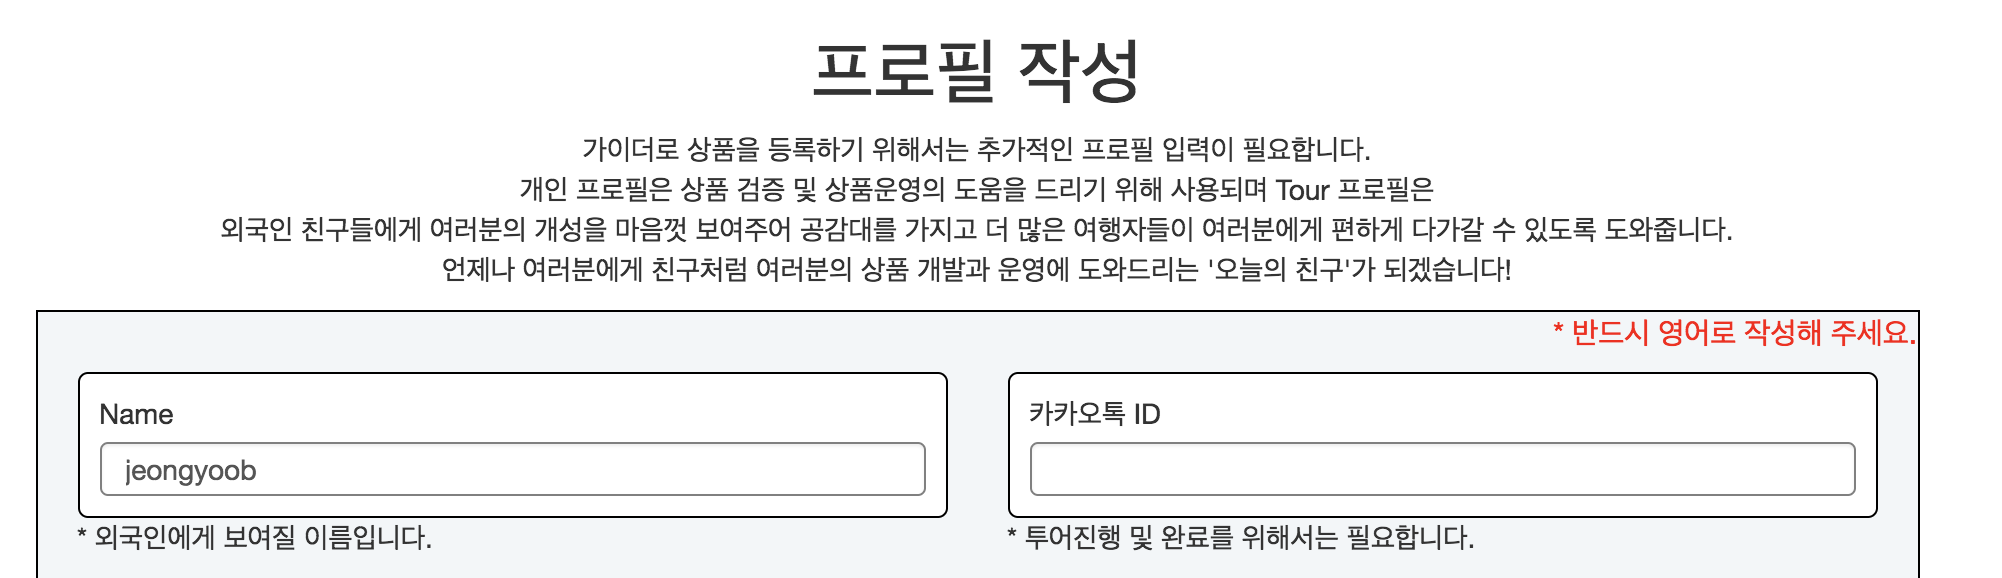 프로필 작성
가이더로 상품을 등록하기 위해서는 추가적인 프로필 입력이 필요합니다.
개인 프로필은 상품 검증 및 상품운영의 도움을 드리기 위해 사용되며 Tour 프로필은
외국인 친구들에게 여러분의 개성을 마음껏 보여주어 공감대를 가지고 더 많은 여행자들이 여러분에게 편하게 다가갈 수 있도록 도와줍니다.
언제나 여러분에게 친구처럼 여러분의 상품 개발과 운영에 도와드리는 '오늘의 친구'가 되겠습니다!
* 반드시 영어로 작성해 주세요.
Name
jeongyoob
* 외국인에게 보여질 이름입니다.
카카오톡 ID
* 투어진행 및 완료를 위해서는 필요합니다.